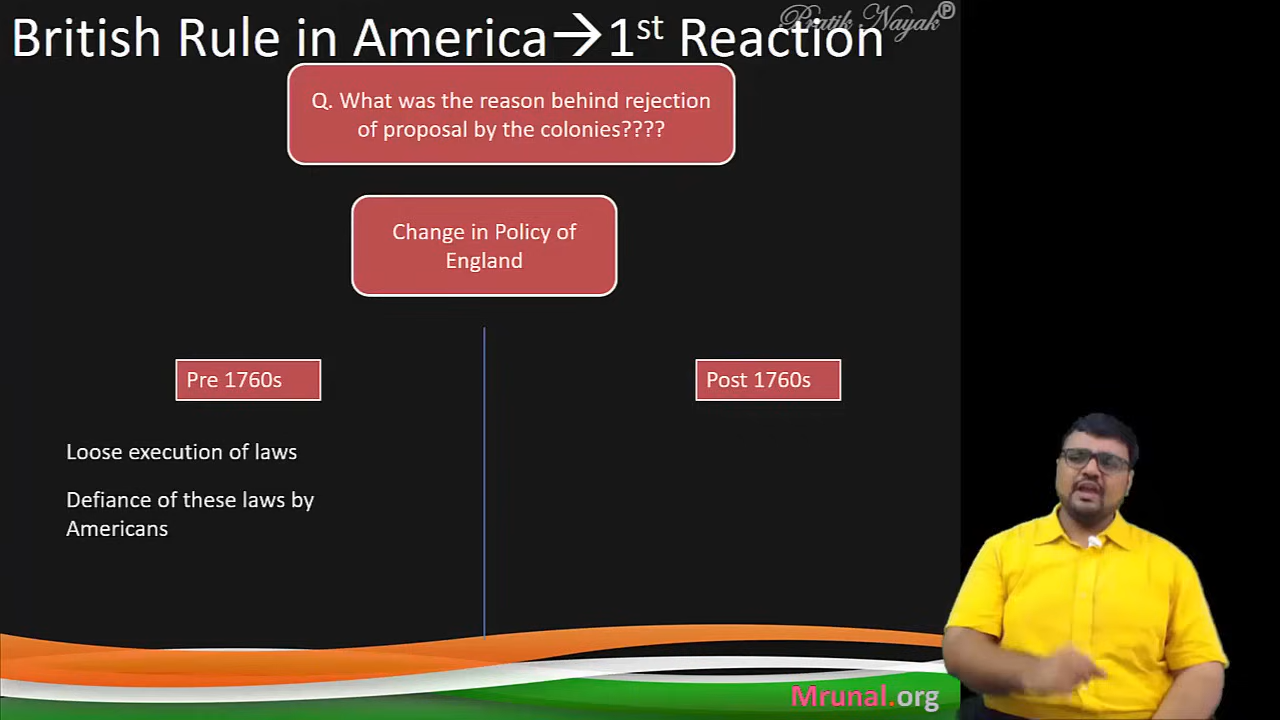 Pratik Nayak®
British Rule in America→1st Reaction
Q. What was the reason behind rejection
of proposal by the colonies????
Change in Policy of
England
Pre 1760s
Post 1760s
Loose execution of laws
Defiance of these laws by
Americans
Mrunal.org